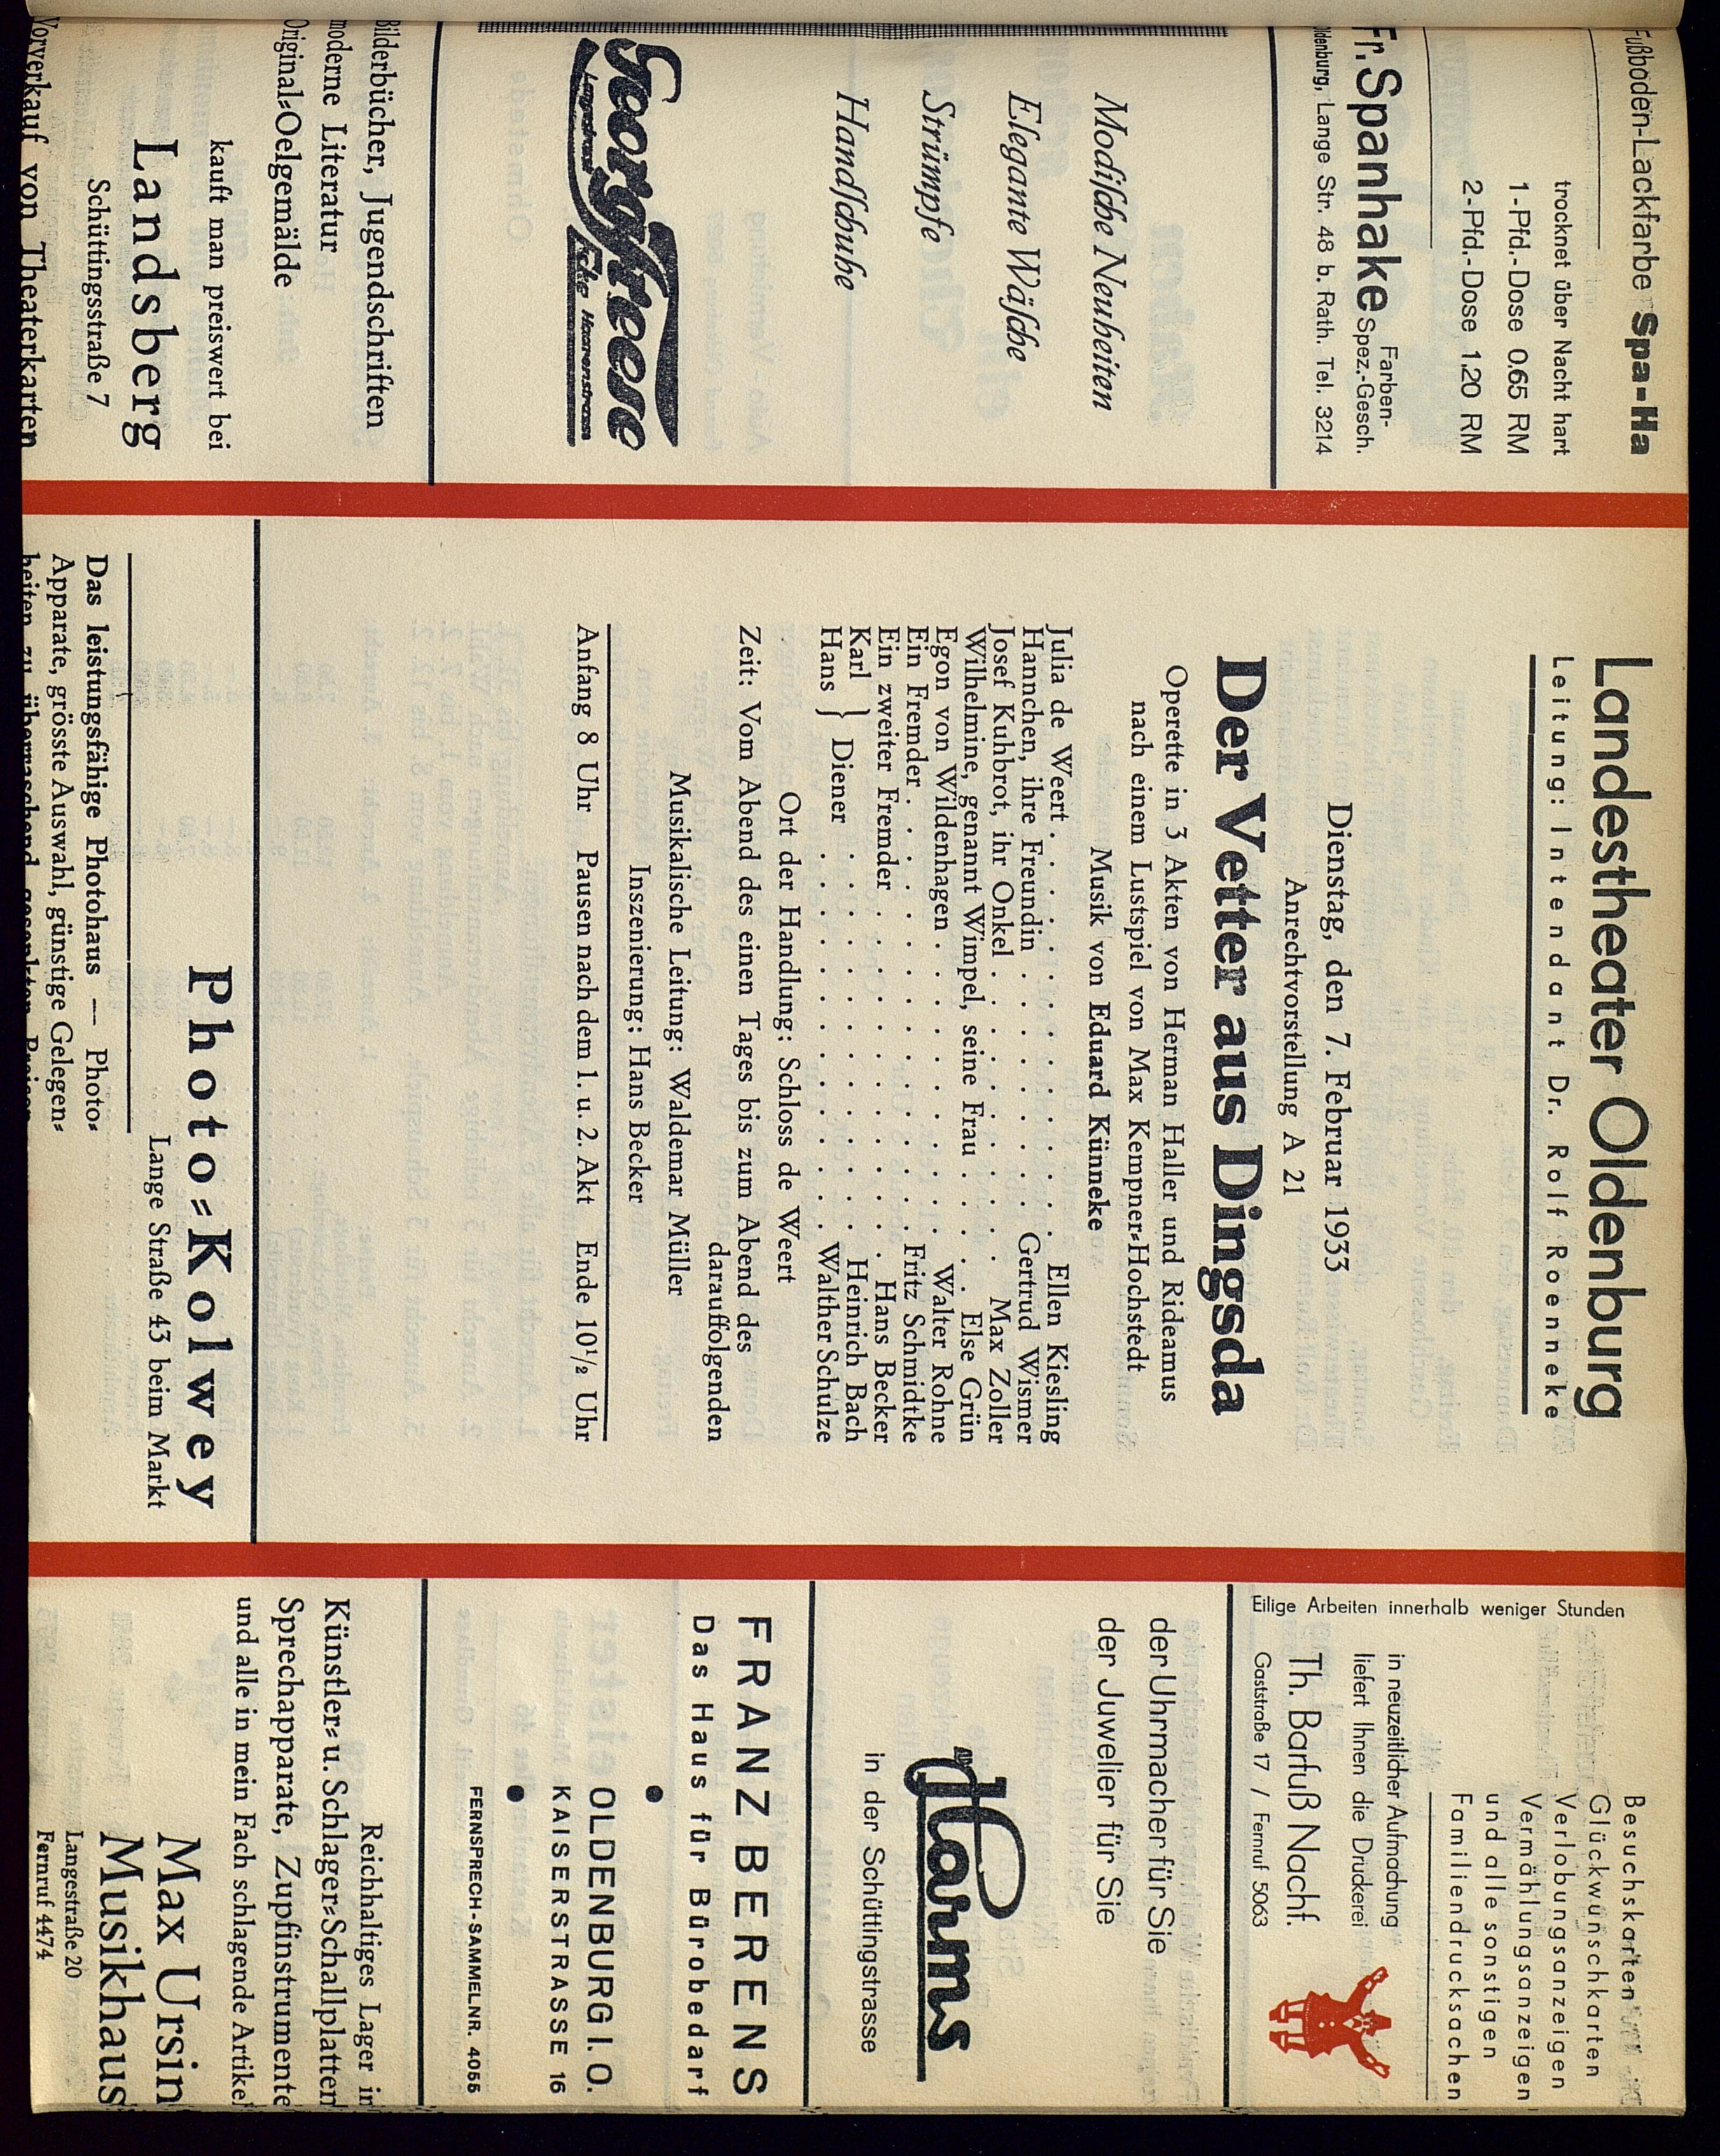 Fußboden-Lackfarbe Spa-Ha
trocknet über Nacht hart
1-Pfd.-Dose 0.65 RM
2-Pfd.-Dose 1.20 RM
Fr. Spanhake Farben-
Spez.-Gesch.
Lange Str. 48 b. Rath. Tel. 3214
Modische Neuheiten
Elegante Wäsche
Strümpfe
Handschuhe
Georg Freese
Langestrasse Ecke Haarenstrasse
Bilderbücher, Jugendschriften
moderne Literatur
Original-Oelgemälde
kauft man preiswert bei
Landsberg
Schüttingsstraße 7
Vorverkauf von Theaterkarten
Landestheater Oldenburg
Leitung: Intendant Dr. Rolf Roenneke
Dienstag, den 7. Februar 1933
Anrechtvorstellung A 21
Der Vetter aus Dingsda
Operette in 3 Akten von Herman Haller und Rideamus
nach einem Lustspiel von Max Kempner-Hochstedt
Musik von Eduard Künneke
Julia de Weert . . . . . . . . . . . . . . Ellen Kiesling
Hannchen, ihre Freundin . . . . . . . . Gertrud Wismer
Josef Kuhbrot, ihr Onkel . . . . . . . . . . Max Zoller
Wilhelmine, genannt Wimpel, seine Frau . . . . . Else Grün
Egon von Wildenhagen . . . . . . . . . . Walter Rohne
Ein Fremder . . . . . . . . . . . . . . Fritz Schmidtke
Ein zweiter Fremder . . . . . . . . . . . Hans Becker
Karl } Diener . . . . . . . . . . . . . Heinrich Bach
Hans } . . . . . . . . . . . . . Walther Schulze
Ort der Handlung: Schloss de Weert
Zeit: Vom Abend des einen Tages bis zum Abend des
darauffolgenden
Musikalische Leitung: Waldemar Müller
Inszenierung: Hans Becker
Anfang 8 Uhr Pausen nach dem 1. u. 2. Akt Ende 10½ Uhr
Photo-Kolwey
Lange Straße 43 beim Markt
Das leistungsfähige Photohaus — Photo-
Apparate, grösste Auswahl, günstige Gelegen-
heiten zu überraschend gesenkten Preisen
Besuchskarten
Glückwunschkarten
Verlobungsanzeigen
Vermählungsanzeigen
und alle sonstigen
Familiendrucksachen
Eilige Arbeiten innerhalb weniger Stunden
in neuzeitlicher Aufmachung
liefert Ihnen die Druckerei
Th. Barfuß Nachf.
Gaststraße 17 / Fernruf 5063
der Uhrmacher für Sie
der Juwelier für Sie
Harms
in der Schüttingstrasse
FRANZ BERENS
Das Haus für Bürobedarf
OLDENBURG I. O.
KAISERSTRASSE 16
FERNSPRECH-SAMMELNR. 4055
Reichhaltiges Lager in
Künstler- u. Schlager-Schallplatten
Sprechapparate, Zupfinstrumente
und alle in mein Fach schlagende Artikel
Max Ursin
Musikhaus
Langestraße 20
Fernruf 4474